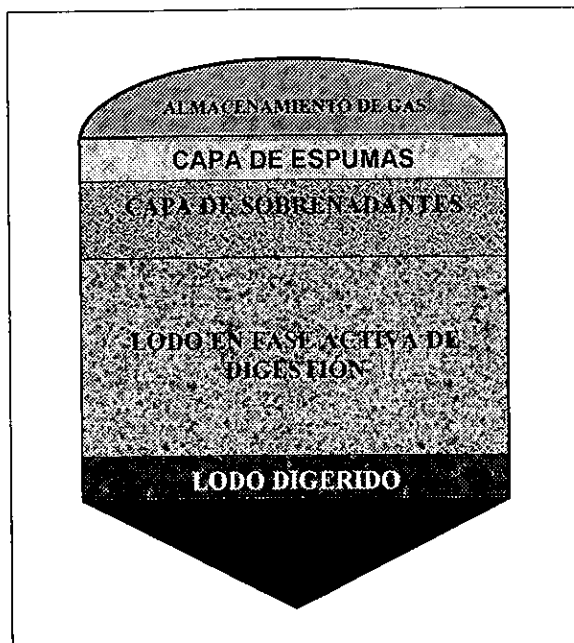 ALMACENAMIENTO DE GAS
CAPA DE ESPUMAS
CAPA DE SOBRENADANTES
LODO EN FASE ACTIVA DE
DIGESTIÓN
LODO DIGERIDO